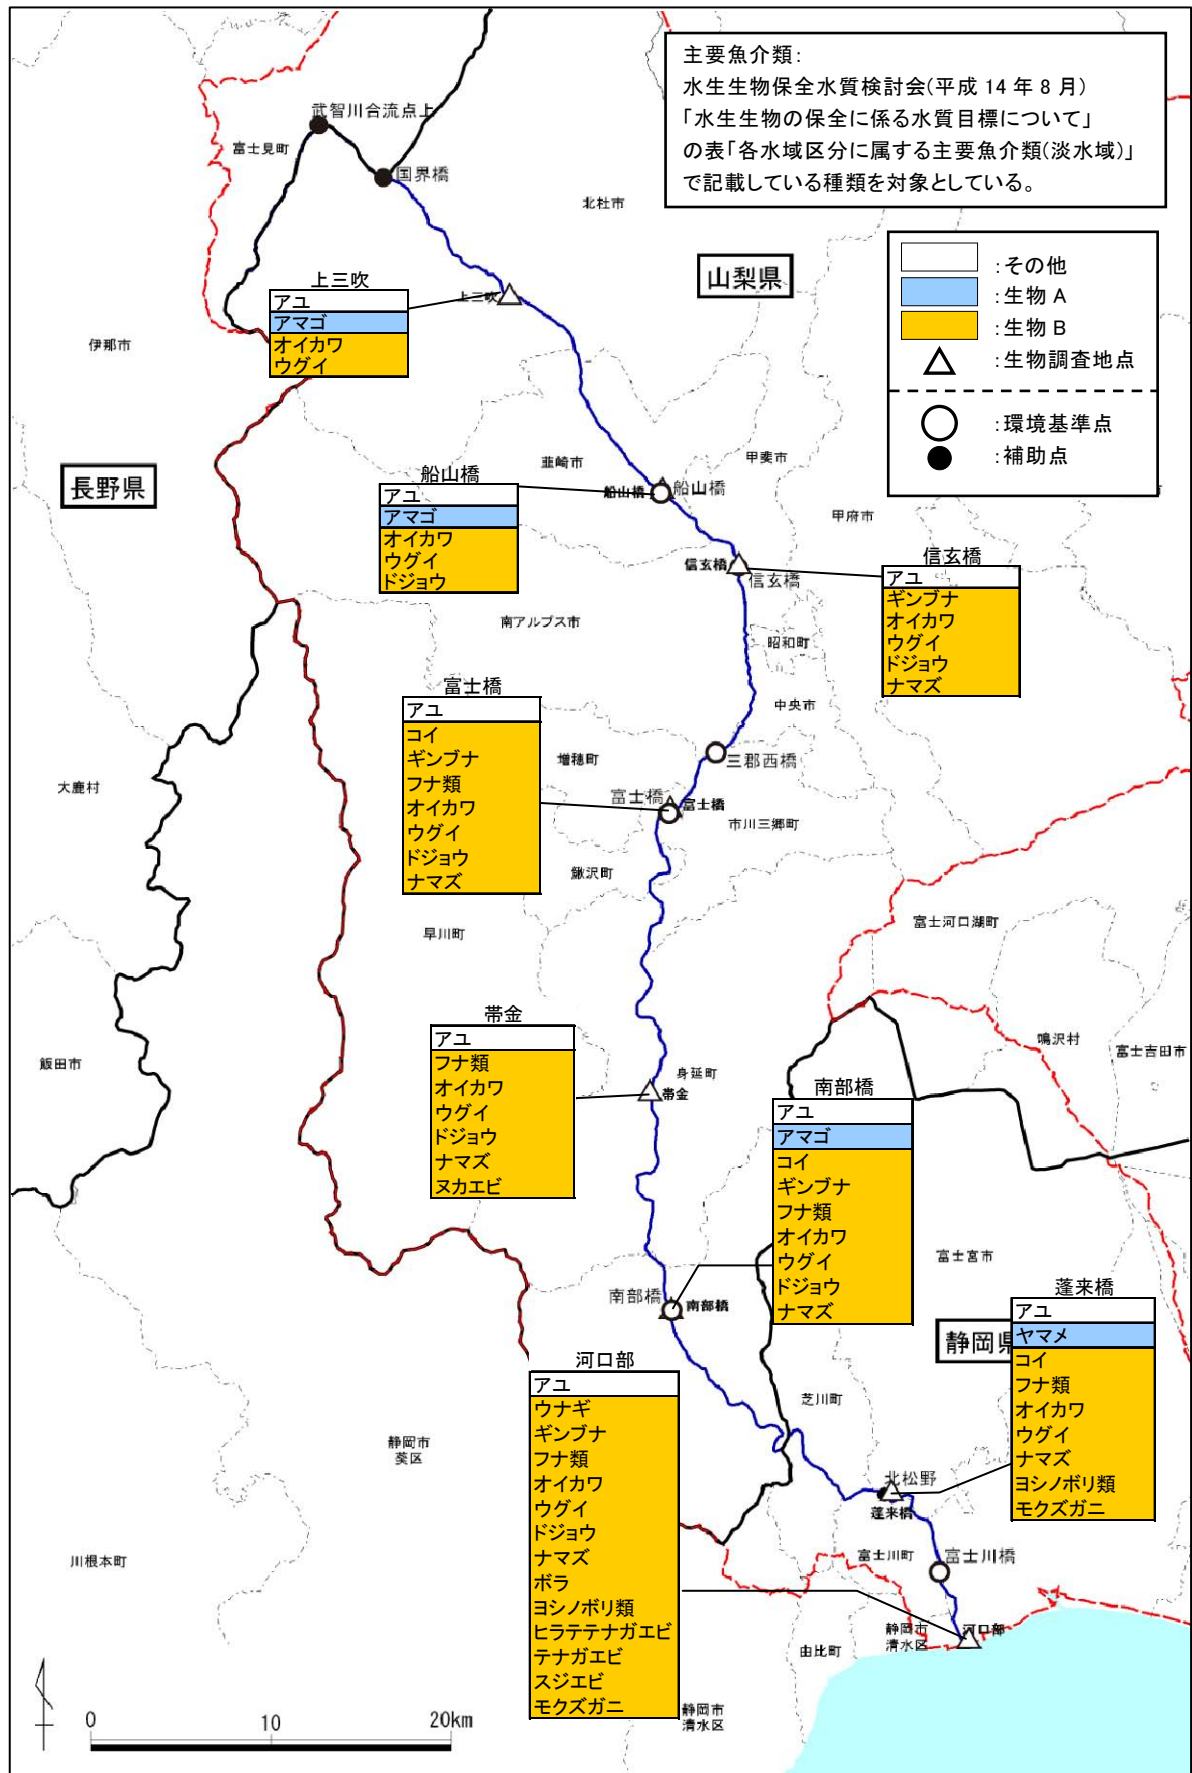 主要魚介類:
水生生物保全水質検討会(平成 14 年 8 月)
「水生生物の保全に係る水質目標について」
の表「各水域区分に属する主要魚介類(淡水域)」
で記載している種類を対象としている。
:その他
:生物 A
:生物 B
:生物調査地点
:環境基準点
:補助点
武智川合流点上
富士見町
国界橋
北杜市
山梨県
上三吹
アユ
アマゴ
オイカワ
ウグイ
上三吹
伊那市
長野県
船山橋
アユ
アマゴ
オイカワ
ウグイ
ドジョウ
韮崎市
船山橋
船山橋
甲斐市
甲府市
信玄橋
信玄橋
信玄橋
アユ
ギンブナ
オイカワ
ウグイ
ドジョウ
ナマズ
南アルプス市
昭和町
中央市
富士橋
アユ
コイ
ギンブナ
フナ類
オイカワ
ウグイ
ドジョウ
ナマズ
増穂町
三郡西橋
富士橋
富士橋
市川三郷町
大鹿村
鰍沢町
早川町
富士河口湖町
帯金
アユ
フナ類
オイカワ
ウグイ
ドジョウ
ナマズ
ヌカエビ
飯田市
身延町
帯金
鳴沢村
富士吉田市
南部橋
アユ
アマゴ
コイ
ギンブナ
フナ類
オイカワ
ウグイ
ドジョウ
ナマズ
南部橋
南部橋
富士宮市
静岡県
蓬来橋
アユ
ヤマメ
コイ
フナ類
オイカワ
ウグイ
ナマズ
ヨシノボリ類
モクズガニ
河口部
アユ
ウナギ
ギンブナ
フナ類
オイカワ
ウグイ
ドジョウ
ナマズ
ボラ
ヨシノボリ類
ヒラテテナガエビ
テナガエビ
スジエビ
モクズガニ
芝川町
静岡市
葵区
北松野
蓬来橋
川根本町
富士川町
富士川橋
静岡市
清水区
河口部
由比町
静岡市
清水区
0
10
20km